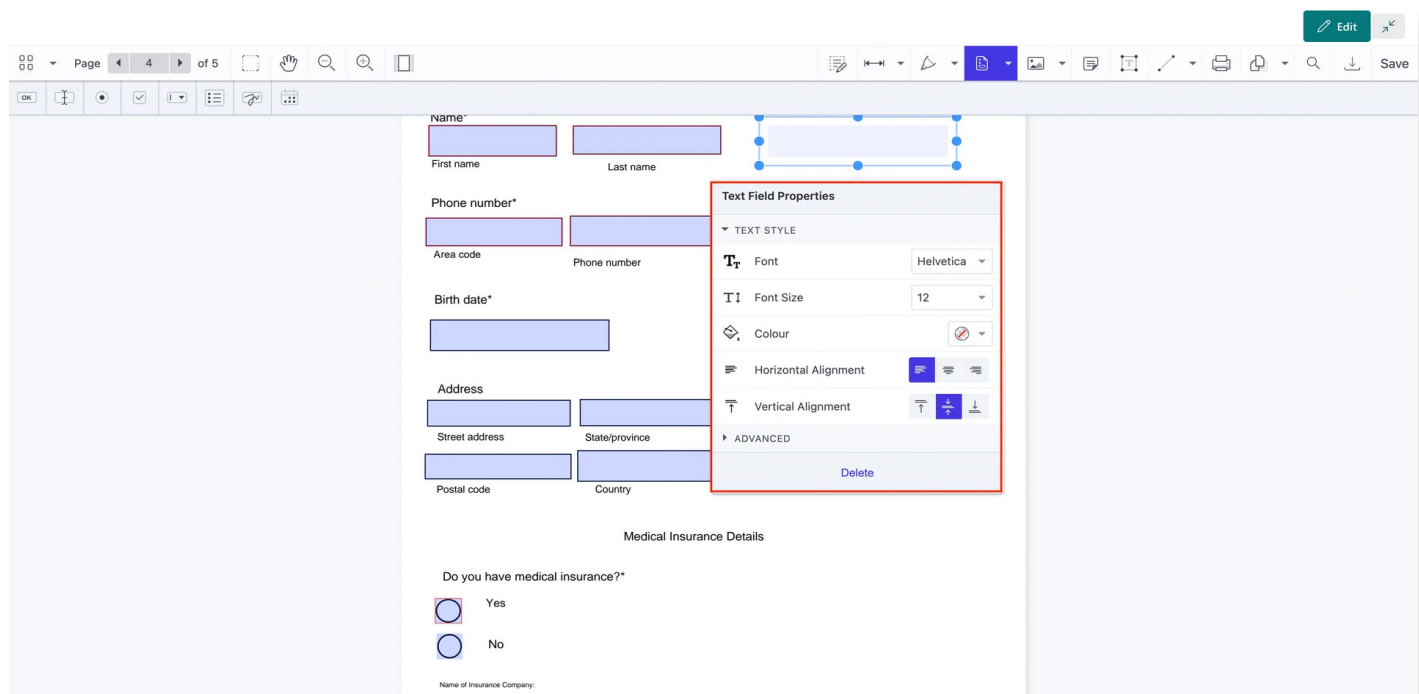 Edit
Page 4 of 5
Save
OK
Name*
First name
Last name
Phone number*
Area code
Phone number
Birth date*
Address
Street address
State/province
Postal code
Country
Text Field Properties
TEXT STYLE
Font Helvetica
Font Size 12
Colour
Horizontal Alignment
Vertical Alignment
ADVANCED
Delete
Medical Insurance Details
Do you have medical insurance?*
Yes
No
Name of Insurance Company: